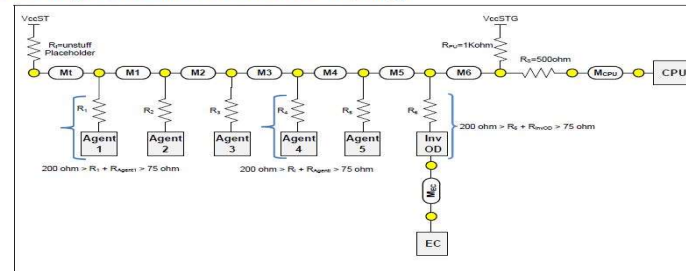 VccST
VccSTG
Rt=unstuff
Placeholder
RPU=1Kohm
RS=500ohm
Mt
M1
M2
M3
M4
M5
M6
MCPU
CPU
R1
R2
R3
R4
R5
R6
Agent
1
Agent
2
Agent
3
Agent
4
Agent
5
Inv
OD
200 ohm > R6 + RInvOD > 75 ohm
200 ohm > R1 + RAgent1 > 75 ohm
200 ohm > Ri + RAgenti > 75 ohm
MEC
EC